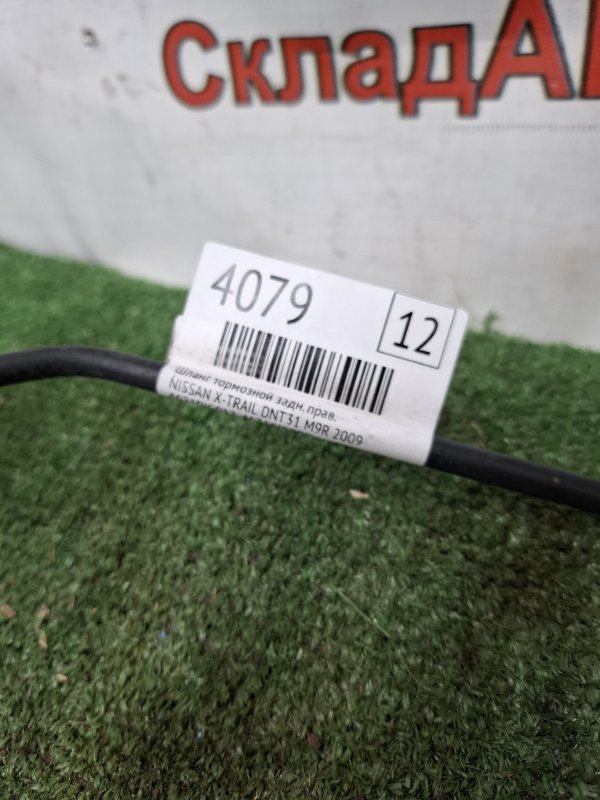 СкладА
4079
12
Шланг тормозной задн. прав.
NISSAN X-TRAIL DNT31 M9R 2009